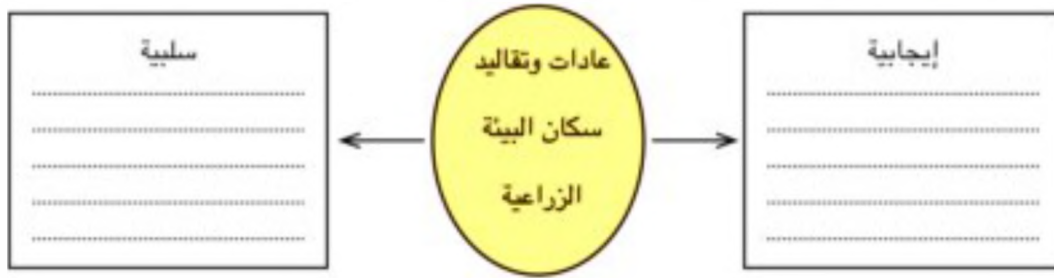 إيجابية
عادات وتقاليد
سكان البيئة
الزراعية
سلبية